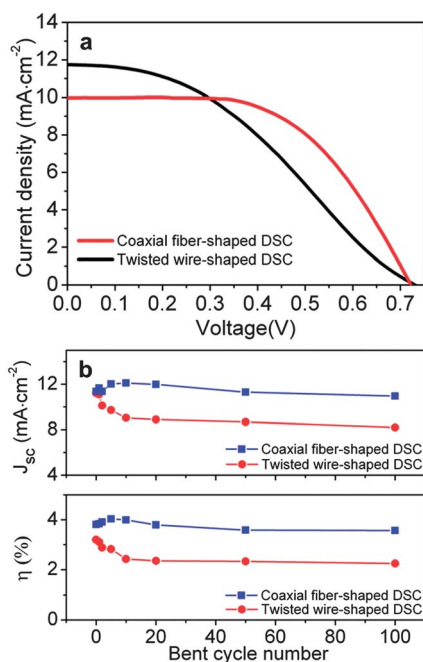 a
14
12
10
8
6
4
2
0
Current density (mA·cm⁻²)
Coaxial fiber-shaped DSC
Twisted wire-shaped DSC
0.0 0.1 0.2 0.3 0.4 0.5 0.6 0.7
Voltage(V)
b
16
12
8
4
J_SC (mA·cm⁻²)
Coaxial fiber-shaped DSC
Twisted wire-shaped DSC
6
4
2
0
η (%)
Coaxial fiber-shaped DSC
Twisted wire-shaped DSC
0 20 40 60 80 100
Bent cycle number